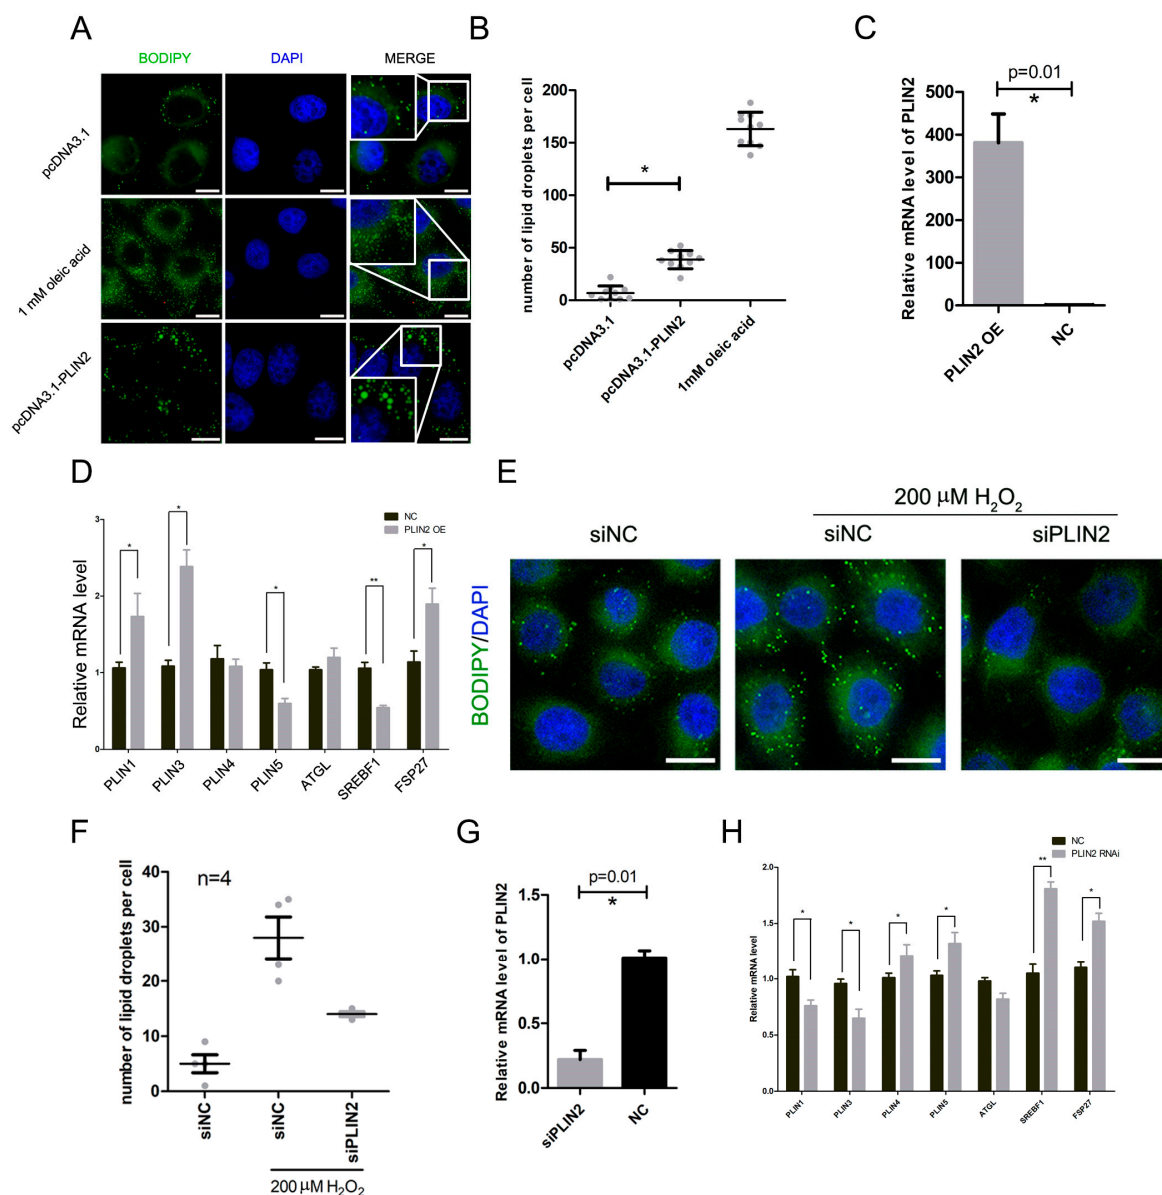 A
BODIPY
DAPI
MERGE
pcDNA3.1
1 mM oleic acid
pcDNA3.1-PLIN2
B
number of lipid droplets per cell
200
150
100
50
0
*
pcDNA3.1
pcDNA3.1-PLIN2
1mM oleic acid
C
Relative mRNA level of PLIN2
p=0.01
*
500
400
300
200
100
0
PLIN2 OE
NC
D
Relative mRNA level
NC
PLIN2 OE
3
2
1
0
*
*
*
**
*
PLIN1
PLIN3
PLIN4
PLIN5
ATGL
SREBF1
FSP27
E
200 μM H₂O₂
siNC
siNC
siPLIN2
BODIPY/DAPI
F
number of lipid droplets per cell
n=4
40
30
20
10
0
siNC
siNC
siPLIN2
200 μM H₂O₂
G
Relative mRNA level of PLIN2
p=0.01
*
1.5
1.0
0.5
0.0
siPLIN2
NC
H
NC
PLIN2 RNAi
Relative mRNA level
2.0
1.5
1.0
0.5
0.0
*
*
*
*
**
*
PLIN1
PLIN3
PLIN4
PLIN5
ATGL
SREBF1
FSP27